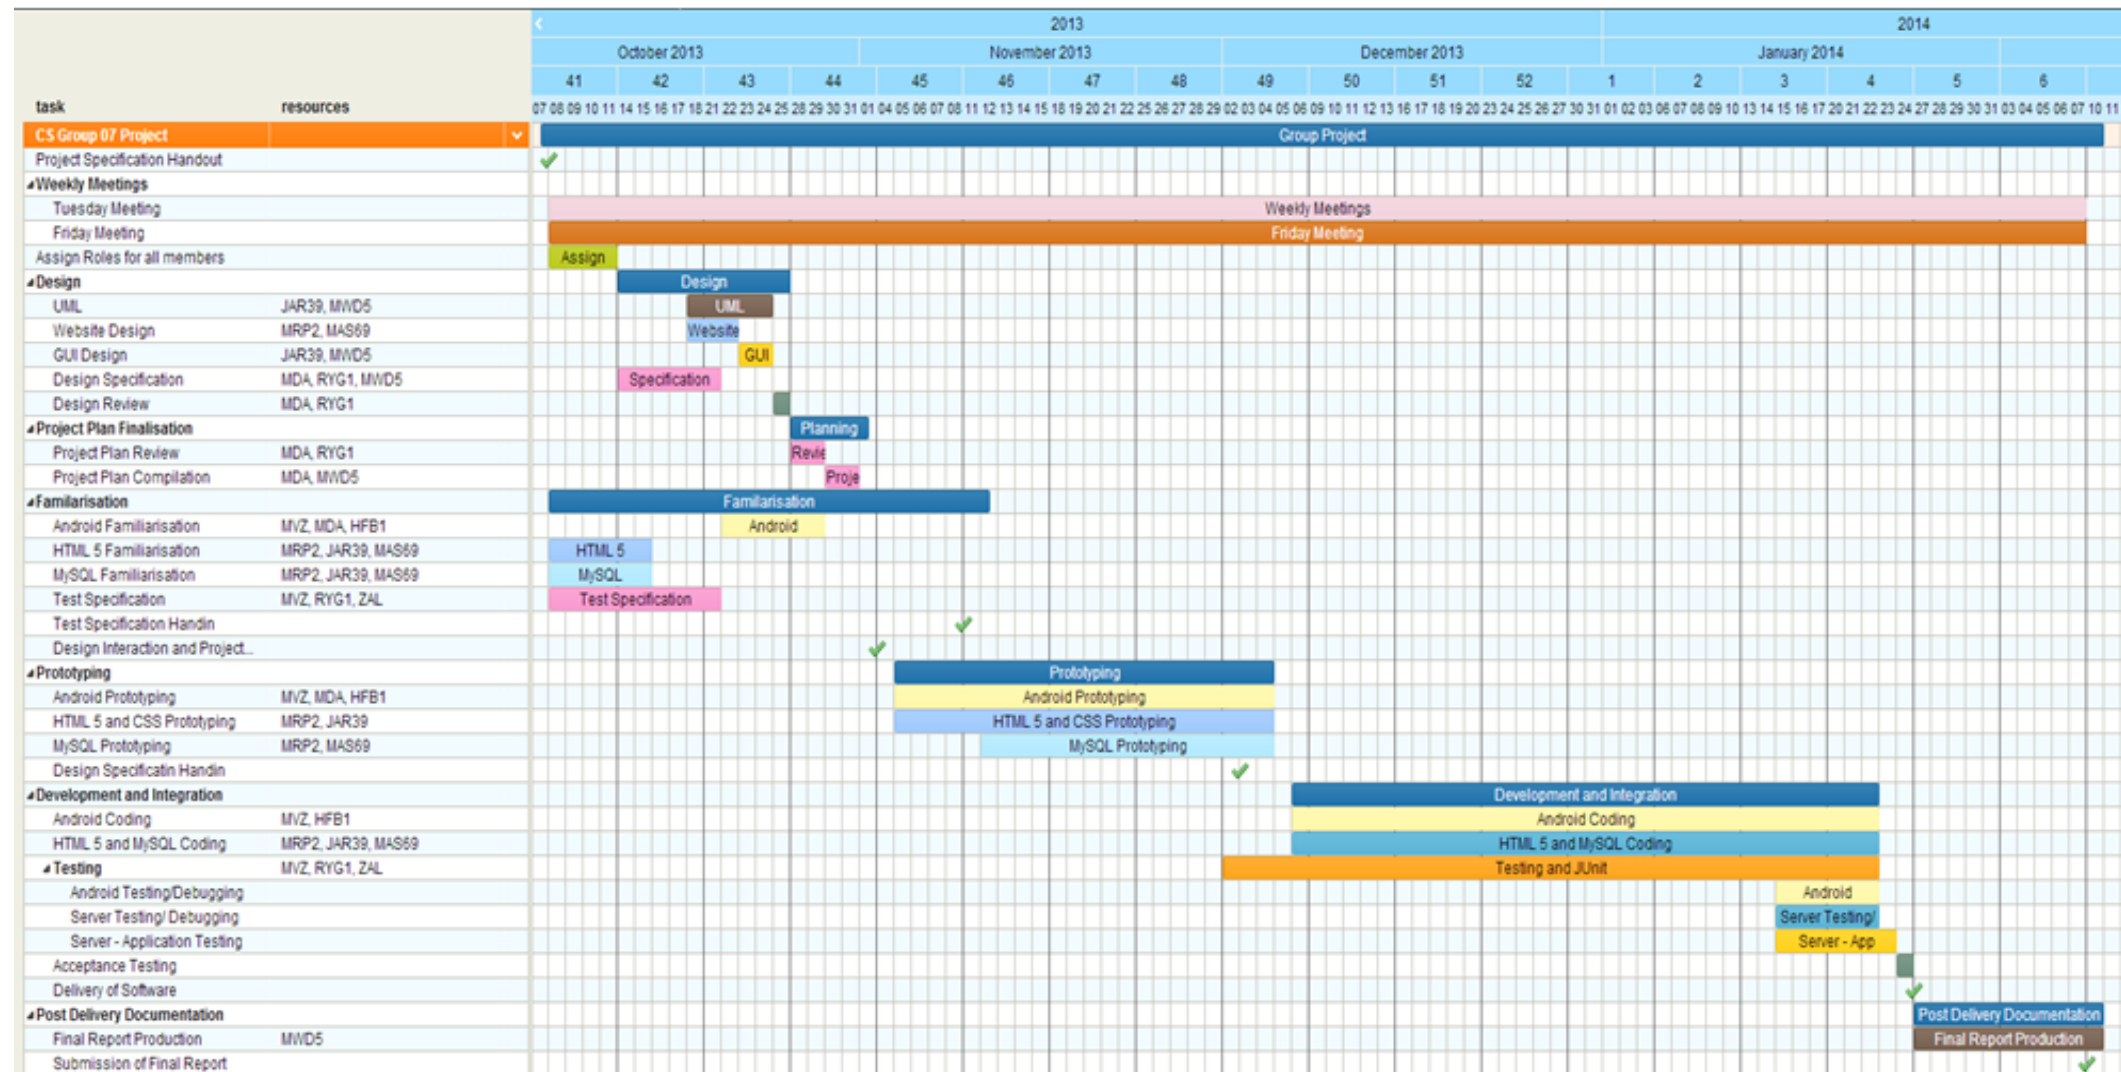 2013 2014
October 2013 November 2013 December 2013 January 2014
41 42 43 44 45 46 47 48 49 50 51 52 1 2 3 4 5 6
task resources 07 08 09 10 11 14 15 16 17 18 21 22 23 24 25 28 29 30 31 01 04 05 06 07 08 11 12 13 14 15 18 19 20 21 22 25 26 27 28 29 02 03 04 05 06 09 10 11 12 13 16 17 18 19 20 23 24 25 26 27 30 31 01 02 03 06 07 08 09 10 13 14 15 16 17 20 21 22 23 24 27 28 29 30 31 03 04 05 06 07 10 11
CS Group 07 Project Group Project
Project Specification Handout
Weekly Meetings
Tuesday Meeting Weekly Meetings
Friday Meeting Friday Meeting
Assign Roles for all members Assign
Design Design
UML JAR39, MWD5 UML
Website Design MRP2, MAS69 Website
GUI Design JAR39, MWD5 GUI
Design Specification MDA, RYG1, MWD5 Specification
Design Review MDA, RYG1
Project Plan Finalisation Planning
Project Plan Review MDA, RYG1 Revie
Project Plan Compilation MDA, MWD5 Proje
Familarisation Familarisation
Android Familiarisation MVZ, MDA, HFB1 Android
HTML 5 Familiarisation MRP2, JAR39, MAS69 HTML 5
MySQL Familiarisation MRP2, JAR39, MAS69 MySQL
Test Specification MVZ, RYG1, ZAL Test Specification
Test Specification Handin
Design Interaction and Project...
Prototyping Prototyping
Android Prototyping MVZ, MDA, HFB1 Android Prototyping
HTML 5 and CSS Prototyping MRP2, JAR39 HTML 5 and CSS Prototyping
MySQL Prototyping MRP2, MAS69 MySQL Prototyping
Design Specificatin Handin
Development and Integration Development and Integration
Android Coding MVZ, HFB1 Android Coding
HTML 5 and MySQL Coding MRP2, JAR39, MAS69 HTML 5 and MySQL Coding
Testing MVZ, RYG1, ZAL Testing and JUnit
Android Testing/Debugging Android
Server Testing/ Debugging Server Testing/
Server - Application Testing Server - App
Acceptance Testing
Delivery of Software
Post Delivery Documentation Post Delivery Documentation
Final Report Production MWD5 Final Report Production
Submission of Final Report